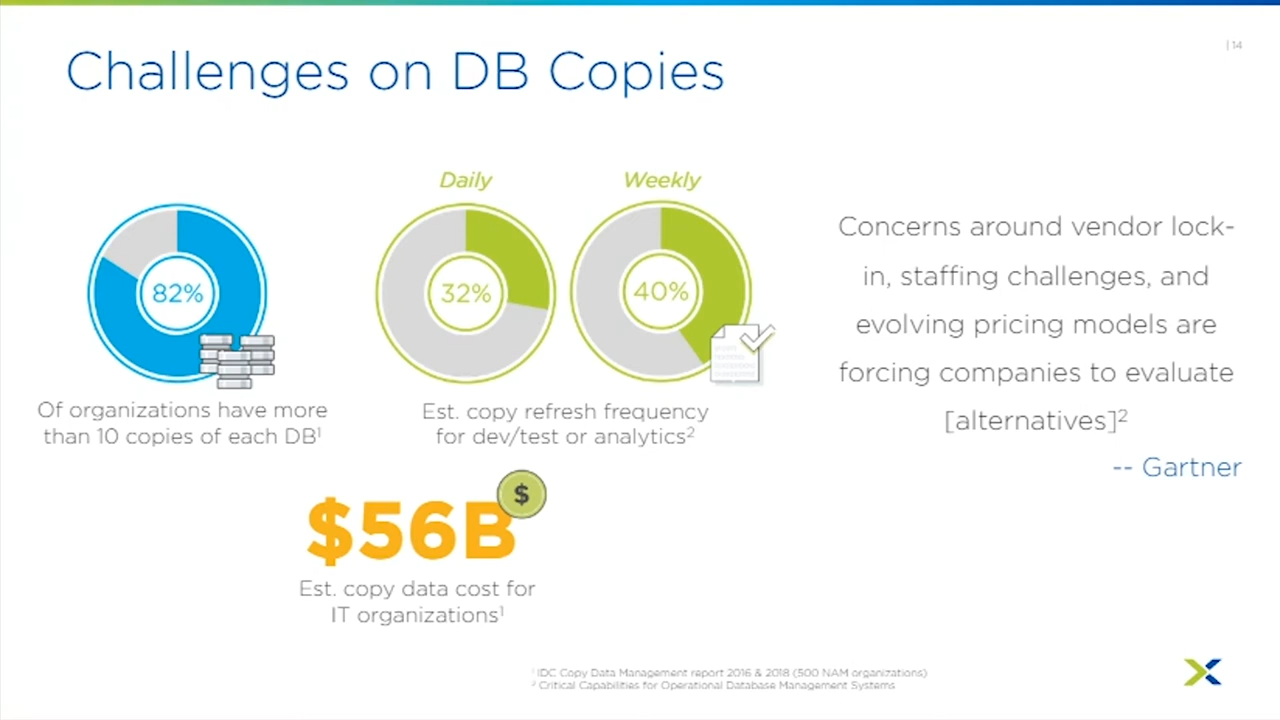 | 14
Challenges on DB Copies
82%
Of organizations have more
than 10 copies of each DB¹
Daily
Weekly
32%
40%
Est. copy refresh frequency
for dev/test or analytics²
$
$56B
Est. copy data cost for
IT organizations¹
Concerns around vendor lock-
in, staffing challenges, and
evolving pricing models are
forcing companies to evaluate
[alternatives]²
-- Gartner
¹ IDC Copy Data Management report 2016 & 2018 (500 NAM organizations)
² Critical Capabilities for Operational Database Management Systems